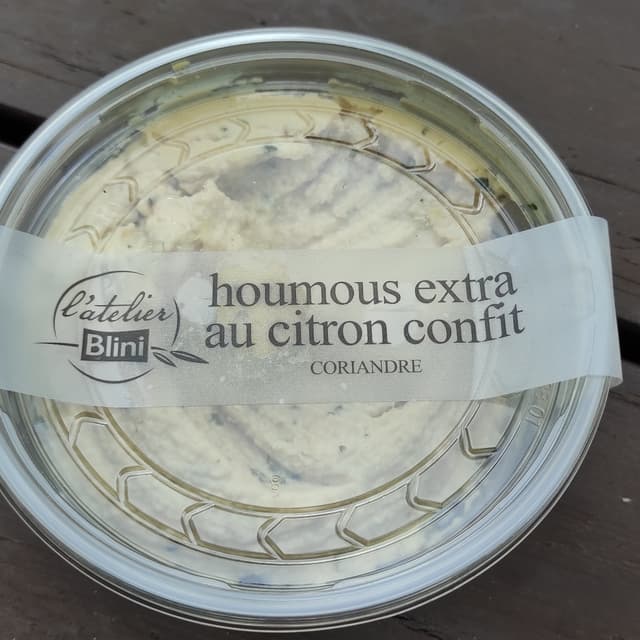 l'atelier
Blini
houmous extra
au citron confit
CORIANDRE